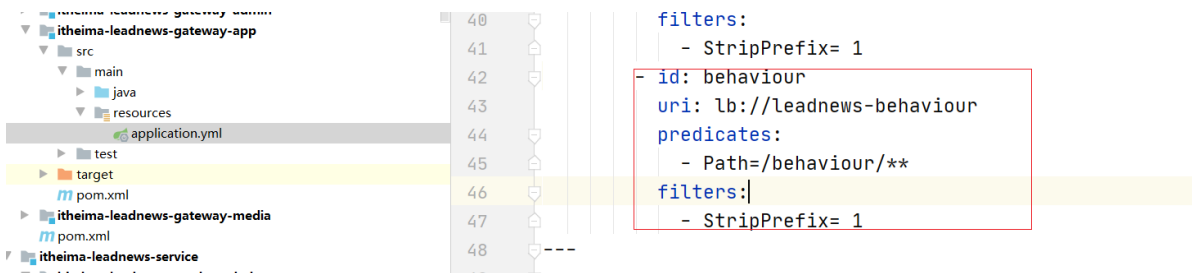 itheima-leadnews-gateway-admin
itheima-leadnews-gateway-app
src
main
java
resources
application.yml
test
target
m pom.xml
itheima-leadnews-gateway-media
m pom.xml
itheima-leadnews-service
40 filters:
41 - StripPrefix= 1
42 - id: behaviour
43 uri: lb://leadnews-behaviour
44 predicates:
45 - Path=/behaviour/**
46 filters:
47 - StripPrefix= 1
48 ---